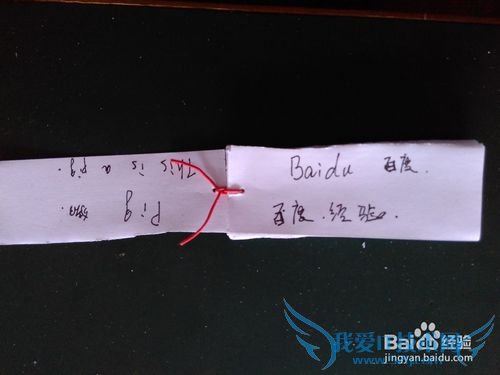 This is a pig.
Pig 猪.
Baidu 百度.
百度.经验.
Baidu经验
jingyan.baidu.com